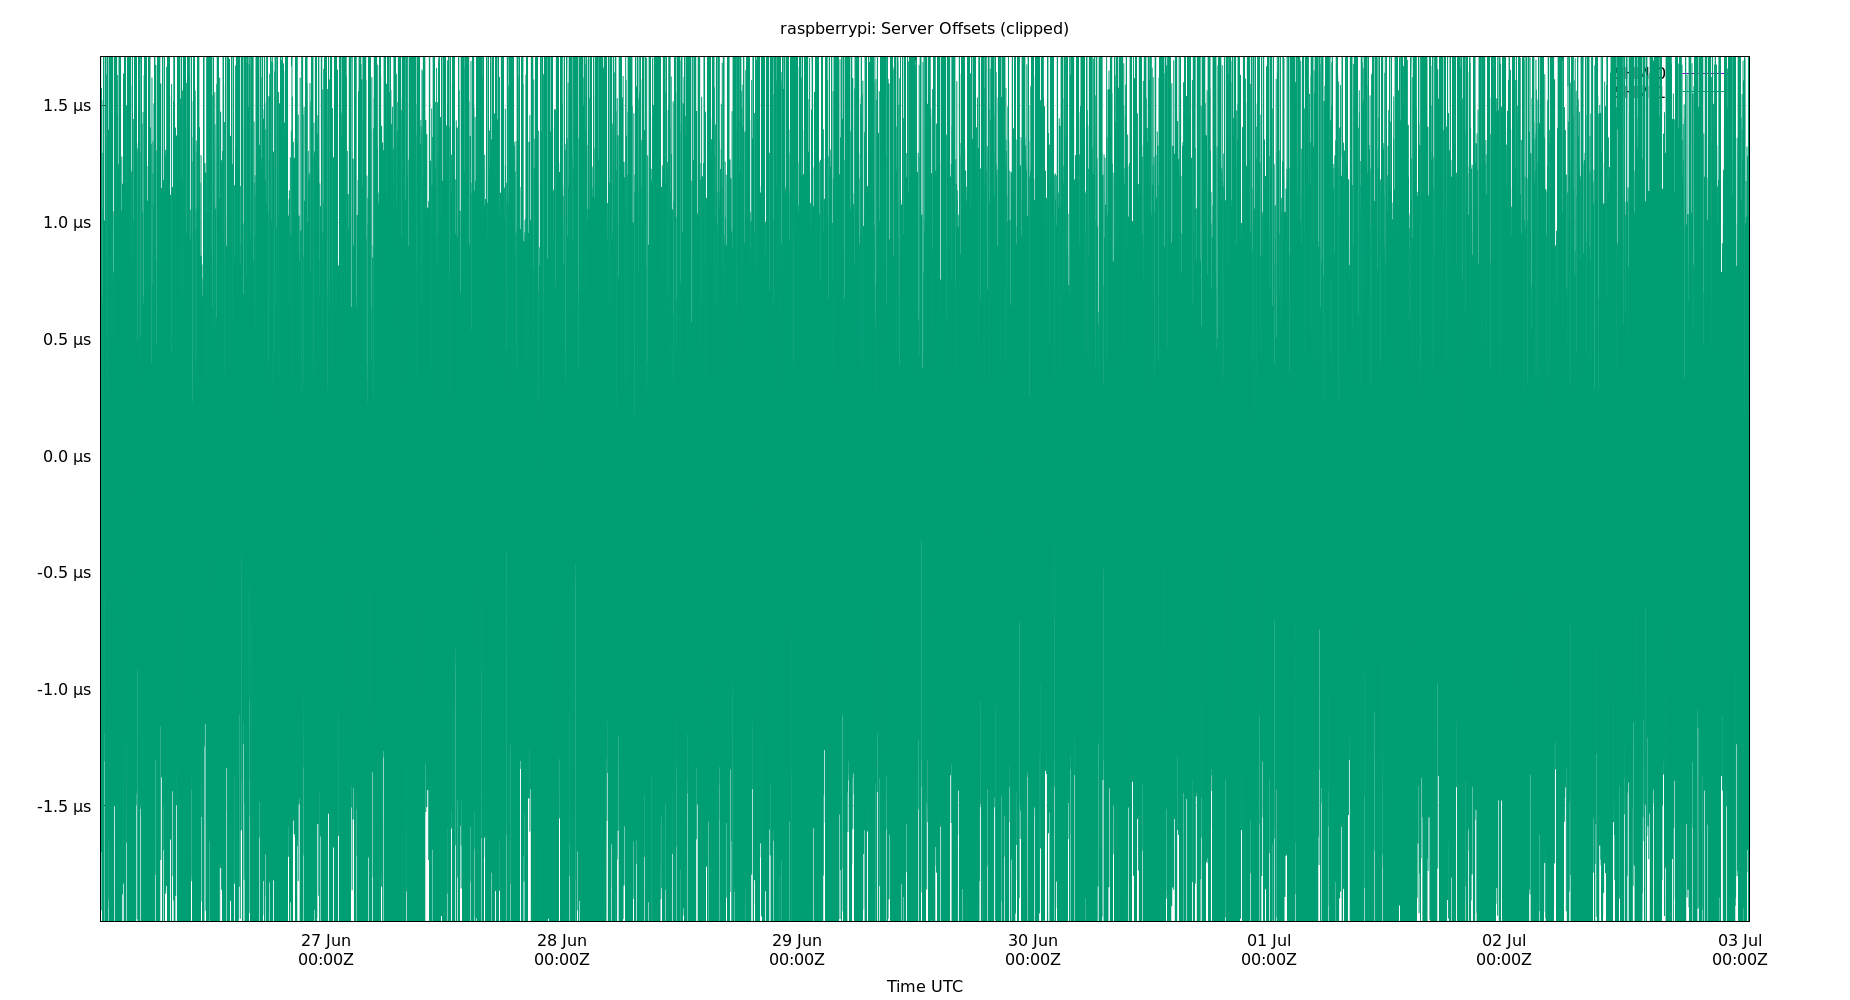 raspberrypi: Server Offsets (clipped)
1.5 µs
1.0 µs
0.5 µs
0.0 µs
-0.5 µs
-1.0 µs
-1.5 µs
27 Jun
00:00Z
28 Jun
00:00Z
29 Jun
00:00Z
30 Jun
00:00Z
01 Jul
00:00Z
02 Jul
00:00Z
03 Jul
00:00Z
Time UTC